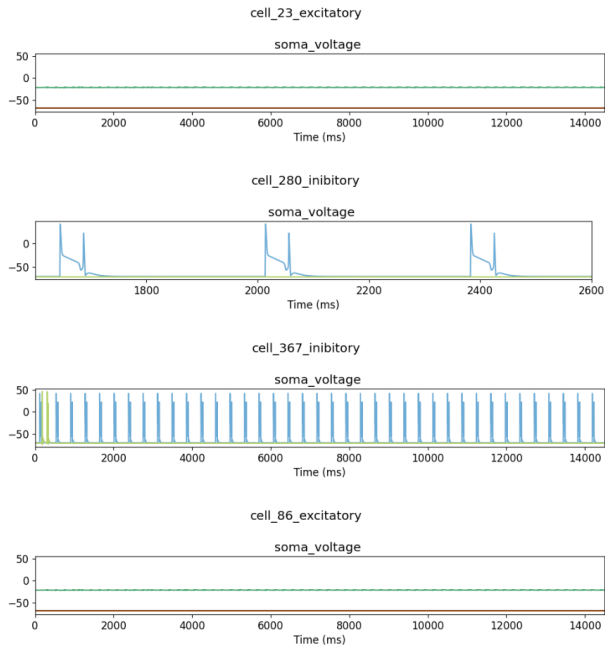 cell_23_excitatory
soma_voltage
50
0
−50
0 2000 4000 6000 8000 10000 12000 14000
Time (ms)
cell_280_inibitory
soma_voltage
0
−50
1800 2000 2200 2400 2600
Time (ms)
cell_367_inibitory
soma_voltage
50
0
−50
0 2000 4000 6000 8000 10000 12000 14000
Time (ms)
cell_86_excitatory
soma_voltage
50
0
−50
0 2000 4000 6000 8000 10000 12000 14000
Time (ms)